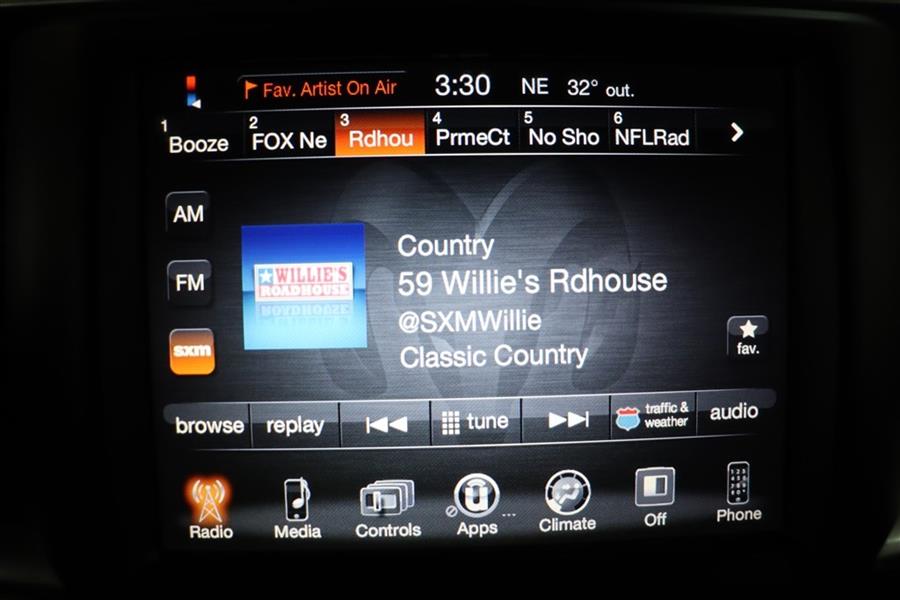 Fav. Artist On Air 3:30 NE 32° out.
1 Booze 2 FOX Ne 3 Rdhou 4 PrmeCt 5 No Sho 6 NFLRad
AM
FM
sxm
WILLIE'S
ROADHOUSE
Country
59 Willie's Rdhouse
@SXMWillie
Classic Country
fav.
browse replay tune traffic &
weather audio
Radio Media Controls Apps ... Climate Off Phone